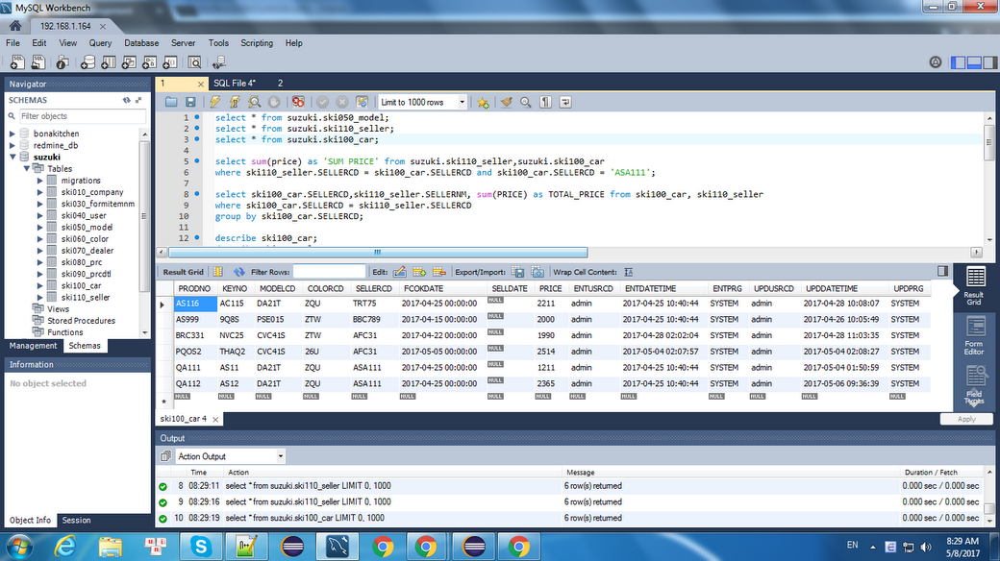 MySQL Workbench
192.168.1.164 ×
File Edit View Query Database Server Tools Scripting Help
Navigator
SCHEMAS
Filter objects
bonakitchen
redmine_db
suzuki
Tables
migrations
ski010_company
ski030_formitemnm
ski040_user
ski050_model
ski060_color
ski070_dealer
ski080_prc
ski090_prcdtl
ski100_car
ski110_seller
Views
Stored Procedures
Functions
Management Schemas
Information
No object selected
Object Info Session
1 × SQL File 4* 2
Limit to 1000 rows
1 select * from suzuki.ski050_model;
2 select * from suzuki.ski110_seller;
3 select * from suzuki.ski100_car;
4
5 select sum(price) as 'SUM PRICE' from suzuki.ski110_seller,suzuki.ski100_car
6 where ski110_seller.SELLERCD = ski100_car.SELLERCD and ski100_car.SELLERCD = 'ASA111';
7
8 select ski100_car.SELLERCD,ski110_seller.SELLERNM, sum(PRICE) as TOTAL_PRICE from ski100_car, ski110_seller
9 where ski100_car.SELLERCD = ski110_seller.SELLERCD
10 group by ski100_car.SELLERCD;
11
12 describe ski100_car;
Result Grid Filter Rows: Edit: Export/Import: Wrap Cell Content:
PRODNO KEYNO MODELCD COLORCD SELLERCD FCOKDATE SELLDATE PRICE ENTUSRCD ENTDATETIME ENTPRG UPDUSRCD UPDDATETIME UPDPRG
AS116 AC115 DA21T ZQU TRT75 2017-04-25 00:00:00 NULL 2211 admin 2017-04-25 10:40:44 SYSTEM admin 2017-04-28 10:08:07 SYSTEM
AS999 9Q8S PSE015 ZTW BBC789 2017-04-15 00:00:00 NULL 2000 admin 2017-04-25 10:40:44 SYSTEM admin 2017-04-26 10:05:49 SYSTEM
BRC331 NVC25 CVC41S ZTW AFC31 2017-04-22 00:00:00 NULL 1990 admin 2017-04-28 02:02:04 SYSTEM admin 2017-04-28 11:03:35 SYSTEM
PQOS2 THAQ2 CVC41S 26U AFC31 2017-05-05 00:00:00 NULL 2514 admin 2017-05-04 02:07:57 SYSTEM admin 2017-05-04 02:08:27 SYSTEM
QA111 AS11 DA21T ZQU ASA111 2017-04-25 00:00:00 NULL 1211 admin 2017-04-25 10:40:44 SYSTEM admin 2017-05-04 01:50:59 SYSTEM
QA112 AS12 DA21T ZQU ASA111 2017-04-25 00:00:00 NULL 2365 admin 2017-04-25 10:40:44 SYSTEM admin 2017-05-06 09:36:39 SYSTEM
NULL NULL NULL NULL NULL NULL NULL NULL NULL NULL NULL NULL NULL NULL
Result
Grid
Form
Editor
Field
Types
ski100_car 4 ×
Apply
Output
Action Output
Time Action Message Duration / Fetch
8 08:29:11 select * from suzuki.ski110_seller LIMIT 0, 1000 6 row(s) returned 0.000 sec / 0.000 sec
9 08:29:16 select * from suzuki.ski110_seller LIMIT 0, 1000 6 row(s) returned 0.000 sec / 0.000 sec
10 08:29:19 select * from suzuki.ski100_car LIMIT 0, 1000 6 row(s) returned 0.000 sec / 0.000 sec
EN
8:29 AM
5/8/2017